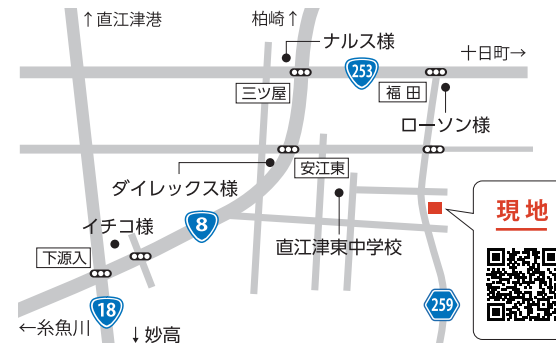 ↑直江津港
柏崎↑
ナルス様
十日町→
253
三ツ屋
福田
ローソン様
安江東
ダイレックス様
イチコ様
8
直江津東中学校
現地
下源入
18
259
←糸魚川
↓妙高